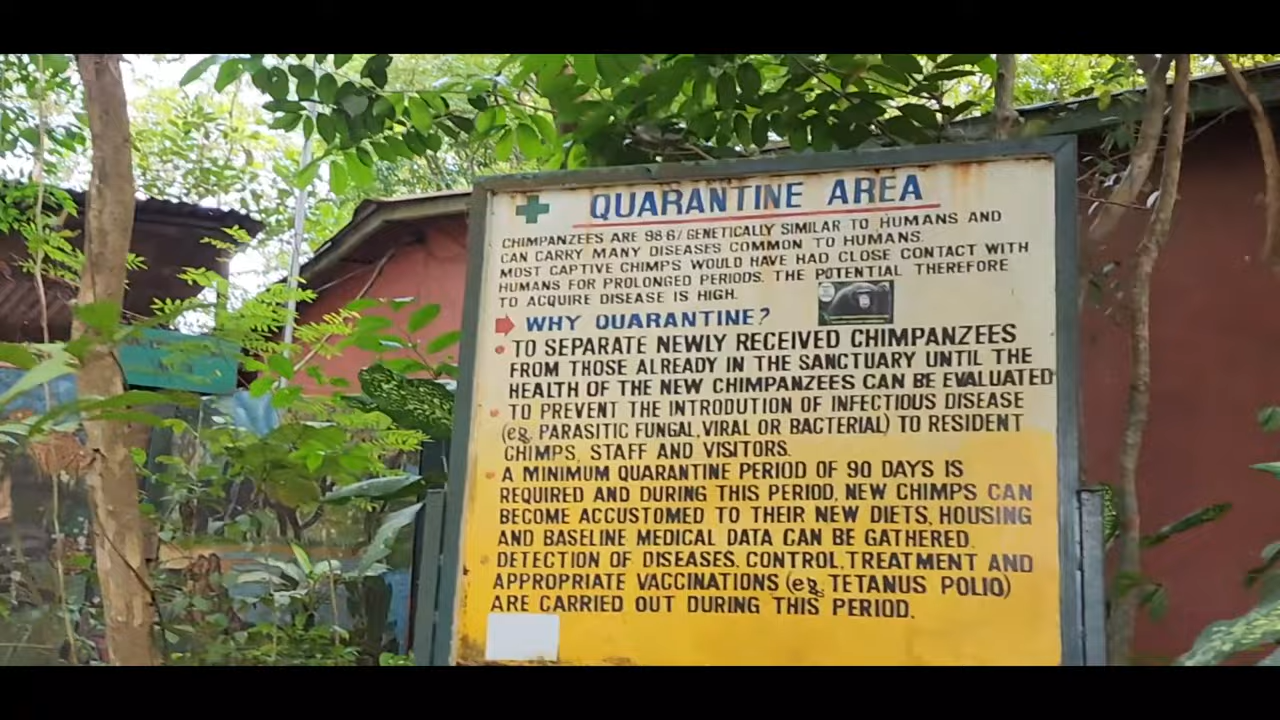 QUARANTINE AREA
CHIMPANZEES ARE 98·6/ GENETICALLY SIMILAR TO HUMANS AND
CAN CARRY MANY DISEASES COMMON TO HUMANS.
MOST CAPTIVE CHIMPS WOULD HAVE HAD CLOSE CONTACT WITH
HUMANS FOR PROLONGED PERIODS. THE POTENTIAL THEREFORE
TO ACQUIRE DISEASE IS HIGH.
WHY QUARANTINE?
• TO SEPARATE NEWLY RECEIVED CHIMPANZEES
FROM THOSE ALREADY IN THE SANCTUARY UNTIL THE
HEALTH OF THE NEW CHIMPANZEES CAN BE EVALUATED
• TO PREVENT THE INTRODUTION OF INFECTIOUS DISEASE
(eg. PARASITIC FUNGAL, VIRAL OR BACTERIAL) TO RESIDENT
CHIMPS, STAFF AND VISITORS.
• A MINIMUM QUARANTINE PERIOD OF 90 DAYS IS
REQUIRED AND DURING THIS PERIOD, NEW CHIMPS CAN
BECOME ACCUSTOMED TO THEIR NEW DIETS, HOUSING
AND BASELINE MEDICAL DATA CAN BE GATHERED.
• DETECTION OF DISEASES, CONTROL, TREATMENT AND
APPROPRIATE VACCINATIONS (eg, TETANUS POLIO)
ARE CARRIED OUT DURING THIS PERIOD.